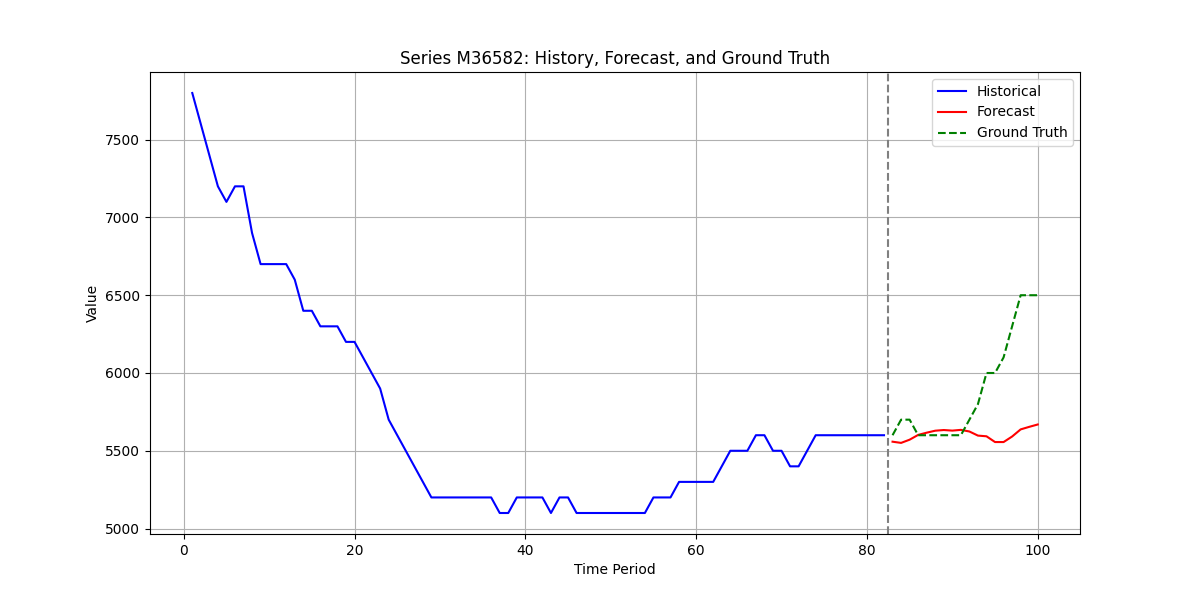 Series M36582: History, Forecast, and Ground Truth
Historical
Forecast
Ground Truth
Value
7500
7000
6500
6000
5500
5000
0 20 40 60 80 100
Time Period